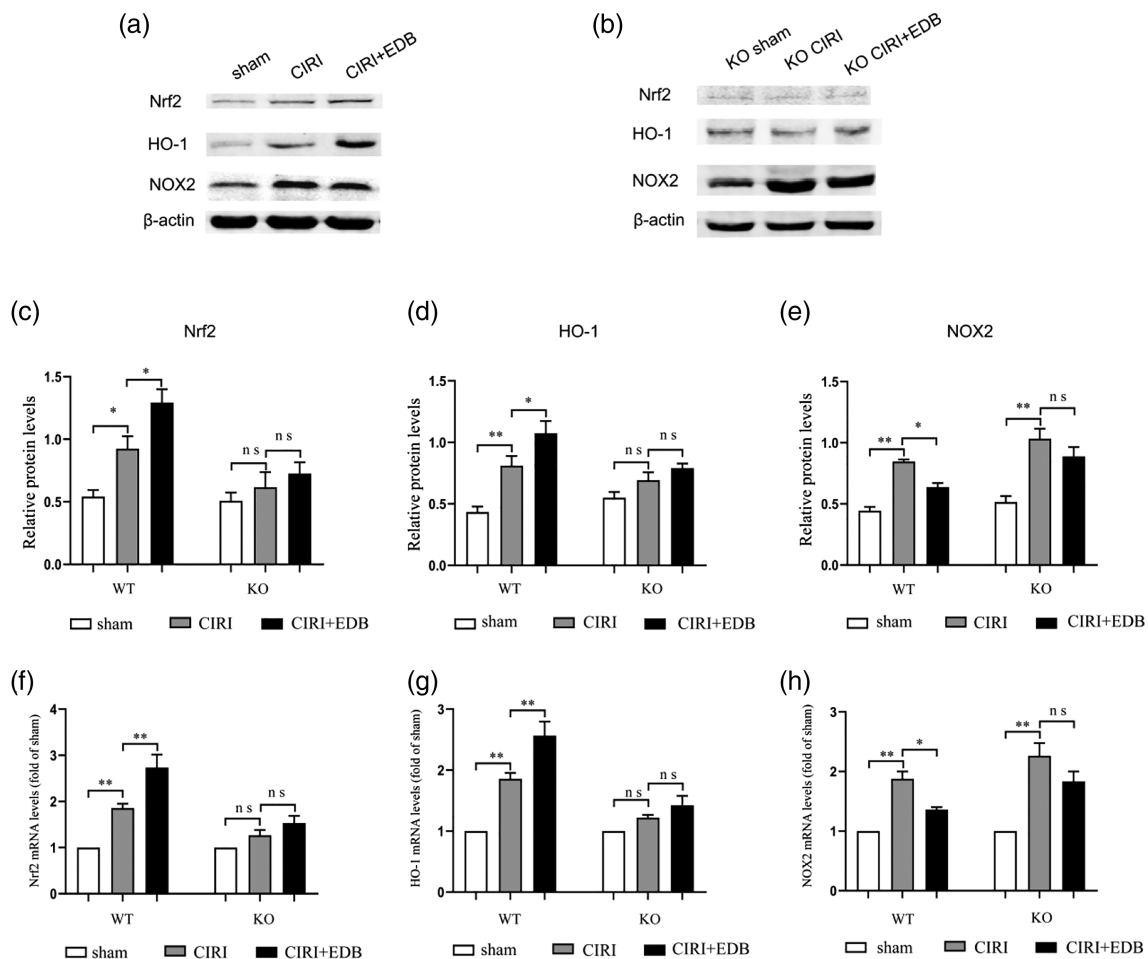 (a)
sham CIRI CIRI+EDB
Nrf2
HO-1
NOX2
β-actin
(b)
KO sham KO CIRI KO CIRI+EDB
Nrf2
HO-1
NOX2
β-actin
(c)
Nrf2
Relative protein levels
1.5
1.0
0.5
0.0
* * n s n s
WT KO
sham CIRI CIRI+EDB
(d)
HO-1
Relative protein levels
1.5
1.0
0.5
0.0
** * n s n s
WT KO
sham CIRI CIRI+EDB
(e)
NOX2
Relative protein levels
1.5
1.0
0.5
0.0
** * ** n s
WT KO
sham CIRI CIRI+EDB
(f)
Nrf2 mRNA levels (fold of sham)
4
3
2
1
0
** ** n s n s
WT KO
sham CIRI CIRI+EDB
(g)
HO-1 mRNA levels (fold of sham)
3
2
1
0
** ** n s n s
WT KO
sham CIRI CIRI+EDB
(h)
NOX2 mRNA levels (fold of sham)
3
2
1
0
** * ** n s
WT KO
sham CIRI CIRI+EDB